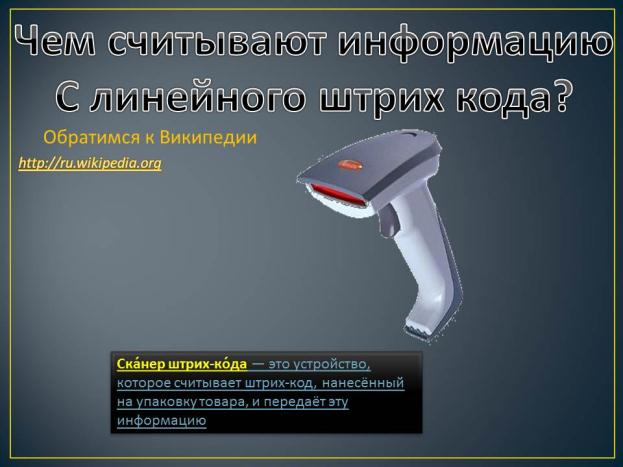 Чем считывают информацию
С линейного штрих кода?
Обратимся к Википедии
http://ru.wikipedia.org
Ска́нер штрих-ко́да — это устройство,
которое считывает штрих-код, нанесённый
на упаковку товара, и передаёт эту
информацию